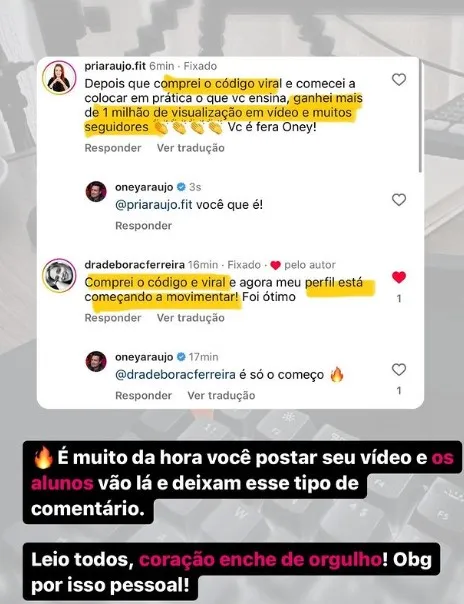 priaraujo.fit 6min · Fixado
Depois que comprei o código viral e comecei a
colocar em prática o que vc ensina, ganhei mais
de 1 milhão de visualização em vídeo e muitos
seguidores 👏👏👏👏 Vc é fera Oney!
Responder Ver tradução
oneyaraujo 3s
@priaraujo.fit você que é!
Responder
dradeboracferreira 16min · Fixado · ❤️ pelo autor
Comprei o código e viral e agora meu perfil está
começando a movimentar! Foi ótimo
1
Responder Ver tradução
oneyaraujo 17min
@dradeboracferreira é só o começo 🔥
1
Responder Ver tradução
🔥É muito da hora você postar seu vídeo e os
alunos vão lá e deixam esse tipo de
comentário.
Leio todos, coração enche de orgulho! Obg
por isso pessoal!